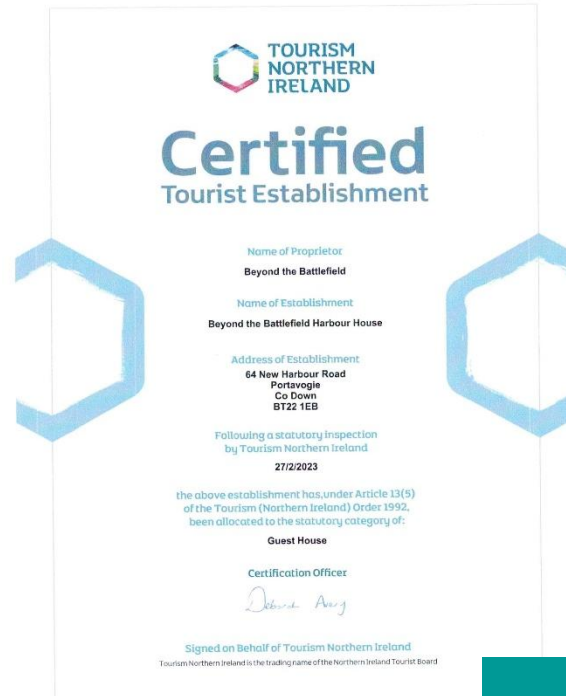 TOURISM
NORTHERN
IRELAND
Certified
Tourist Establishment
Name of Proprietor
Beyond the Battlefield
Name of Establishment
Beyond the Battlefield Harbour House
Address of Establishment
64 New Harbour Road
Portavogie
Co Down
BT22 1EB
Following a statutory inspection
by Tourism Northern Ireland
27/2/2023
the above establishment has,under Article 13(5)
of the Tourism (Northern Ireland) Order 1992,
been allocated to the statutory category of:
Guest House
Certification Officer
Signed on Behalf of Tourism Northern Ireland
Tourism Northern Ireland is the trading name of the Northern Ireland Tourist Board